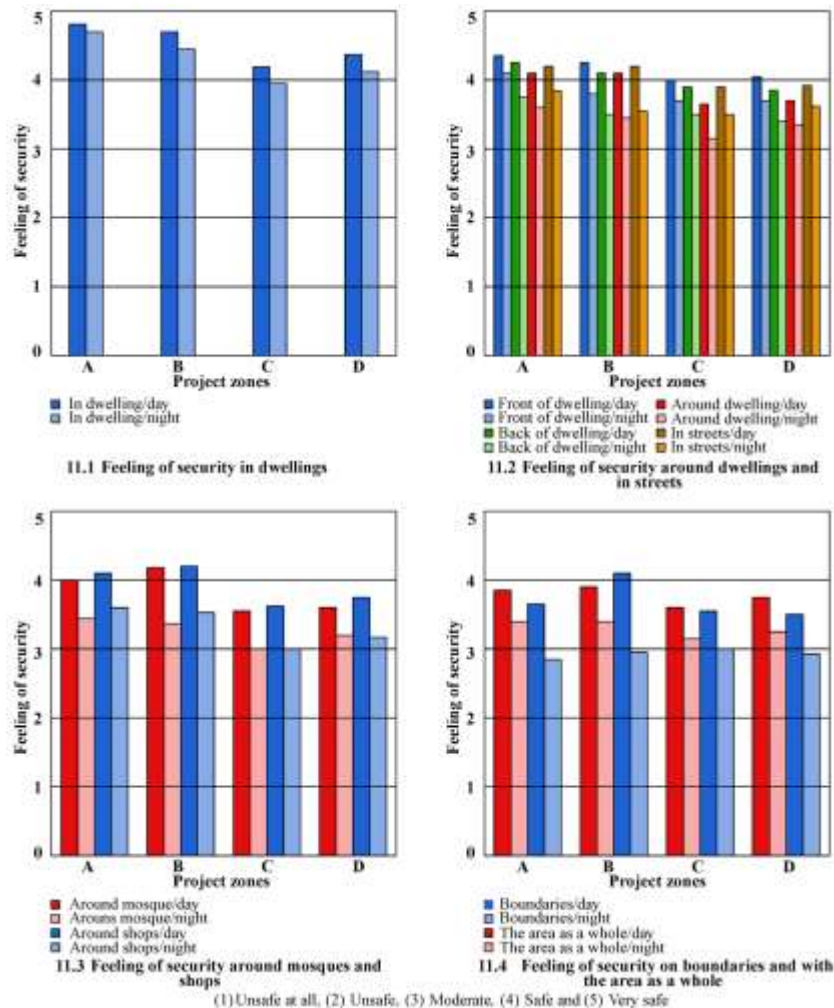 5
4
3
2
1
0
Feeling of security
A B C D
Project zones
In dwelling/day
In dwelling/night
11.1 Feeling of security in dwellings
5
4
3
2
1
0
Feeling of security
A B C D
Project zones
Front of dwelling/day Around dwelling/day
Front of dwelling/night Around dwelling/night
Back of dwelling/day In streets/day
Back of dwelling/night In streets/night
11.2 Feeling of security around dwellings and
in streets
5
4
3
2
1
0
Feeling of security
A B C D
Project zones
Around mosque/day
Arouns mosque/night
Around shops/day
Around shops/night
11.3 Feeling of security around mosques and
shops
5
4
3
2
1
0
Feeling of security
A B C D
Project zones
Boundaries/day
Boundaries/night
The area as a whole/day
The area as a whole/night
11.4 Feeling of security on boundaries and with
the area as a whole
(1)Unsafe at all, (2) Unsafe, (3) Moderate, (4) Safe and (5) Very safe